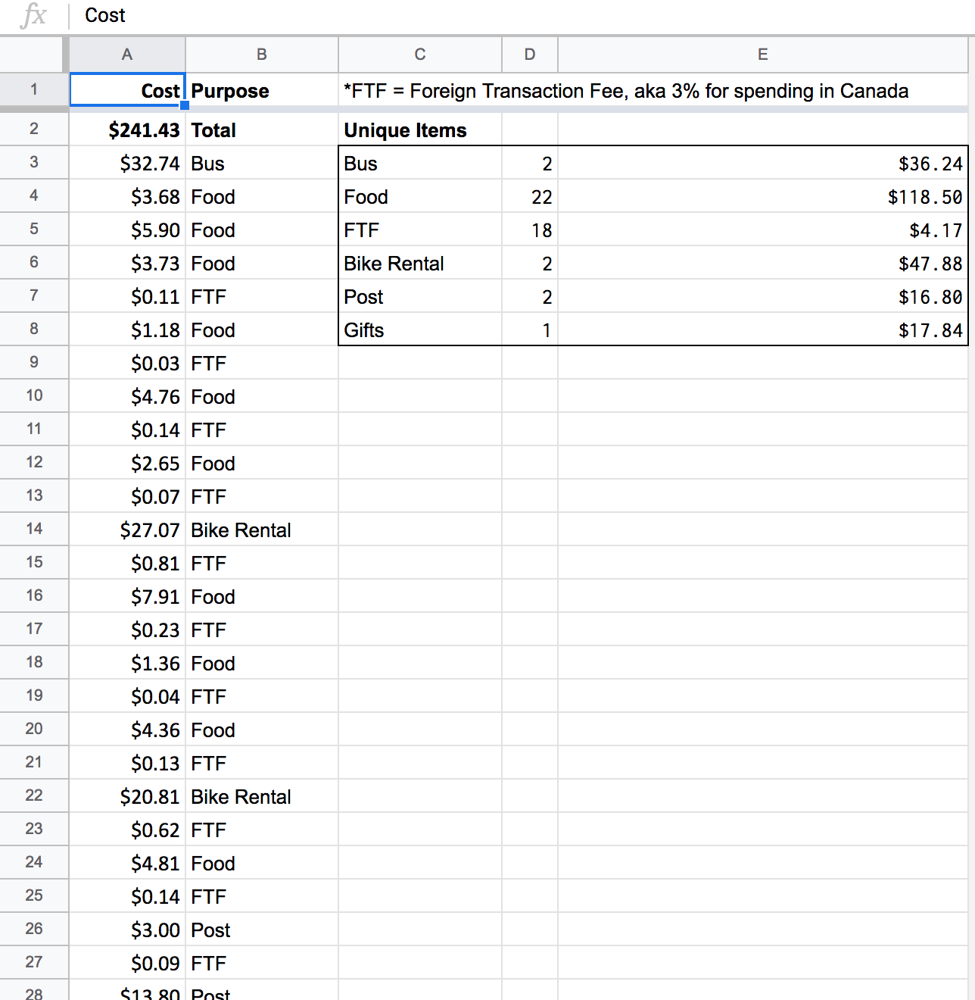 fx Cost
A B C D E
1 Cost Purpose *FTF = Foreign Transaction Fee, aka 3% for spending in Canada
2 $241.43 Total Unique Items
3 $32.74 Bus Bus 2 $36.24
4 $3.68 Food Food 22 $118.50
5 $5.90 Food FTF 18 $4.17
6 $3.73 Food Bike Rental 2 $47.88
7 $0.11 FTF Post 2 $16.80
8 $1.18 Food Gifts 1 $17.84
9 $0.03 FTF
10 $4.76 Food
11 $0.14 FTF
12 $2.65 Food
13 $0.07 FTF
14 $27.07 Bike Rental
15 $0.81 FTF
16 $7.91 Food
17 $0.23 FTF
18 $1.36 Food
19 $0.04 FTF
20 $4.36 Food
21 $0.13 FTF
22 $20.81 Bike Rental
23 $0.62 FTF
24 $4.81 Food
25 $0.14 FTF
26 $3.00 Post
27 $0.09 FTF
28 $13.80 Post